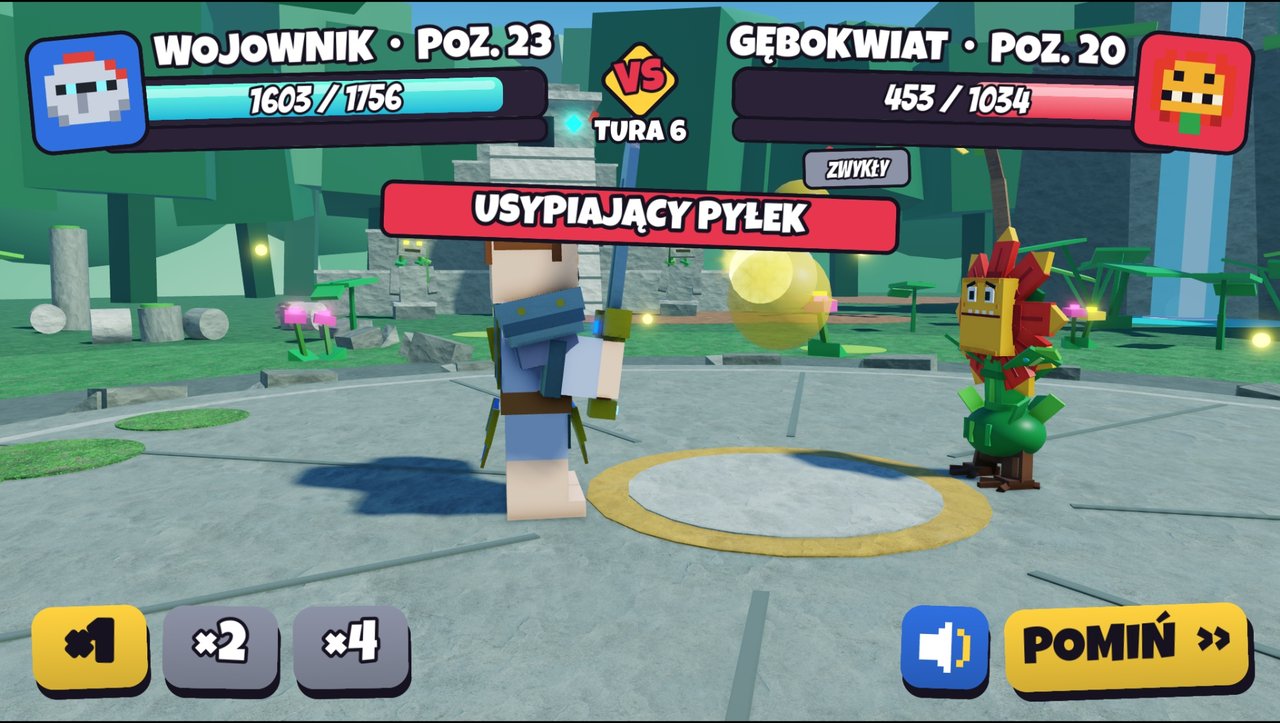 WOJOWNIK • POZ. 23
1603 / 1756
VS
TURA 6
GĘBOKWIAT • POZ. 20
453 / 1034
ZWYKŁY
USYPIAJĄCY PYŁEK
×1
×2
×4
POMIŃ »